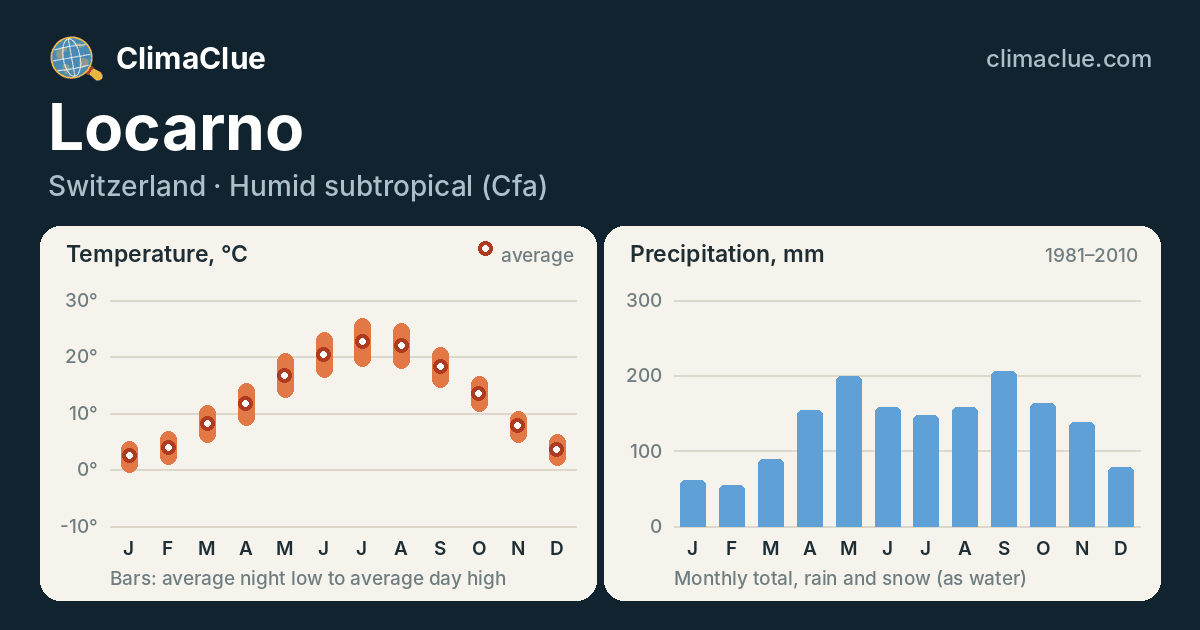 ClimaClue
climaclue.com
Locarno
Switzerland · Humid subtropical (Cfa)
Temperature, °C
average
30°
20°
10°
0°
-10°
J F M A M J J A S O N D
Bars: average night low to average day high
Precipitation, mm
1981–2010
300
200
100
0
J F M A M J J A S O N D
Monthly total, rain and snow (as water)